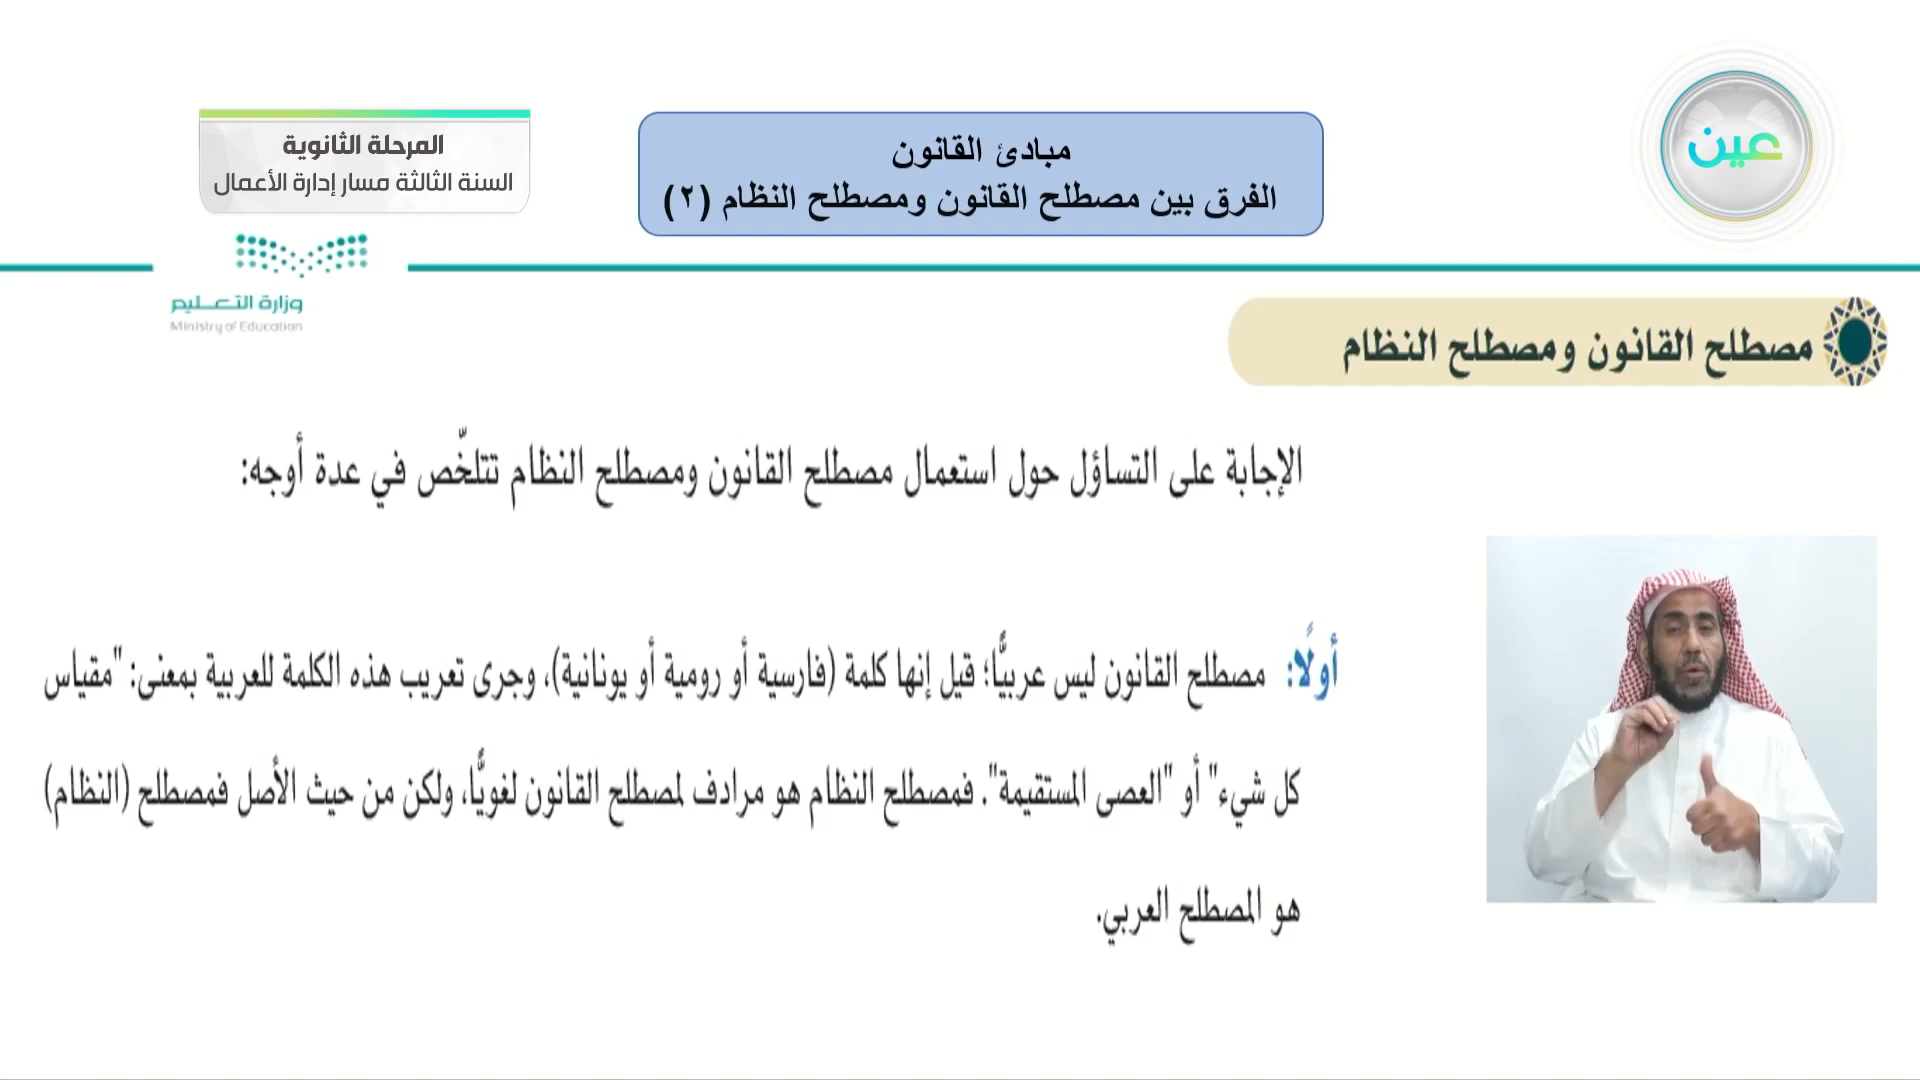 عين
مبادئ القانون
الفرق بين مصطلح القانون ومصطلح النظام (٢)
المرحلة الثانوية
السنة الثالثة مسار إدارة الأعمال
وزارة التعليم
Ministry of Education
مصطلح القانون ومصطلح النظام
الإجابة على التساؤل حول استعمال مصطلح القانون ومصطلح النظام تتلخّص في عدة أوجه:
أولًا: مصطلح القانون ليس عربيًّا؛ قيل إنها كلمة (فارسية أو رومية أو يونانية)، وجرى تعريب هذه الكلمة للعربية بمعنى: "مقياس
كل شيء" أو "العصى المستقيمة". فمصطلح النظام هو مرادف لمصطلح القانون لغويًّا، ولكن من حيث الأصل فمصطلح (النظام)
هو المصطلح العربي.